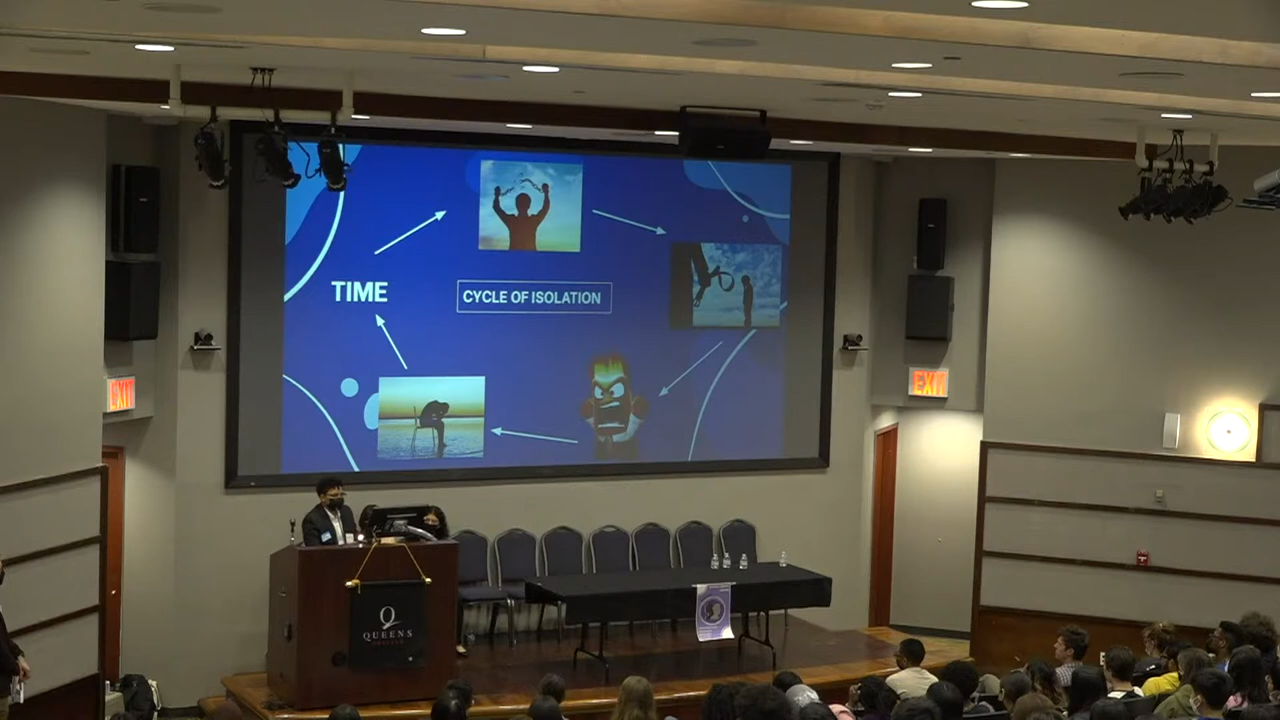 TIME
CYCLE OF ISOLATION
EXIT
EXIT
Q
QUEENS